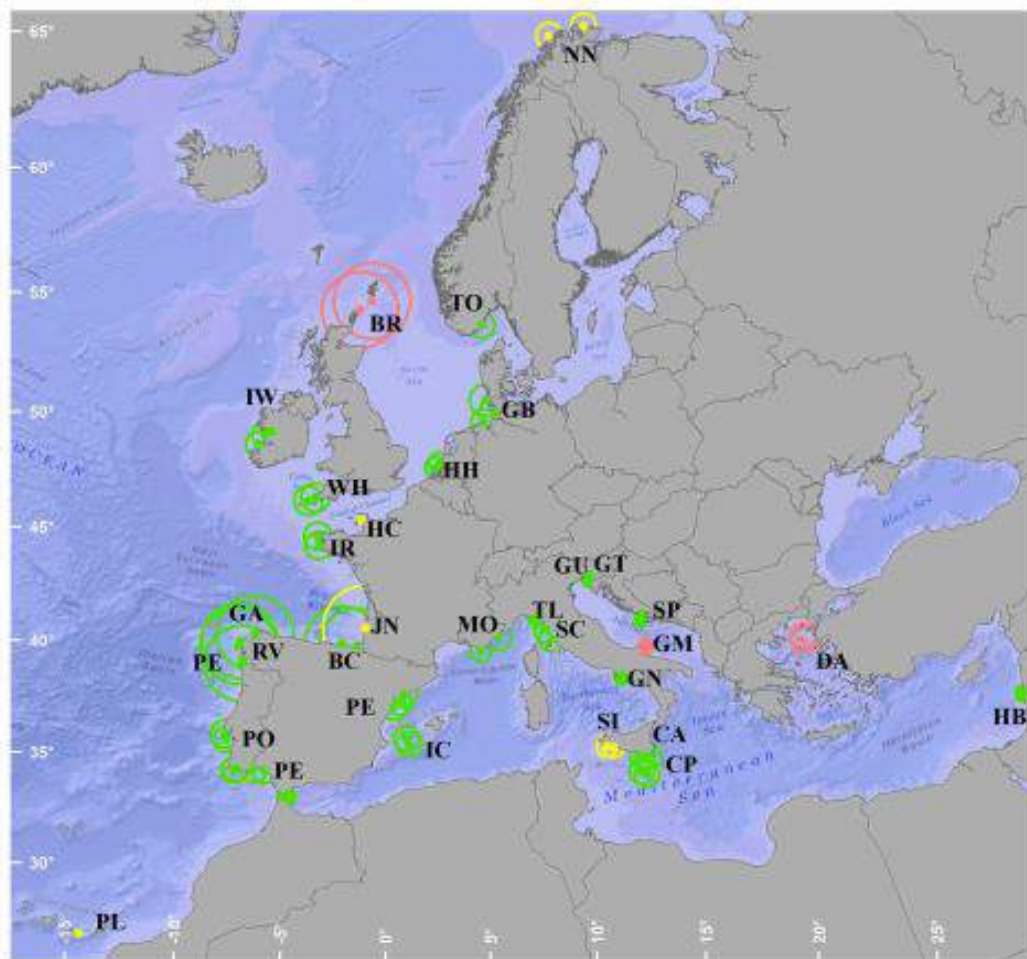 65°
NN
60°
55°
TO
BR
IW
50°
GB
OCEAN
HH
WH
HC
45°
IR
Black Sea
GU GT
GA
TL
SP
JN
MO
SC
40°
RV
GM
PE
BC
DA
GN
PE
HB
SI
CA
PO
IC
35°
PE
CP
Mediterranean
Sea
30°
PL
-15°
-10°
-5°
0°
5°
10°
15°
20°
25°